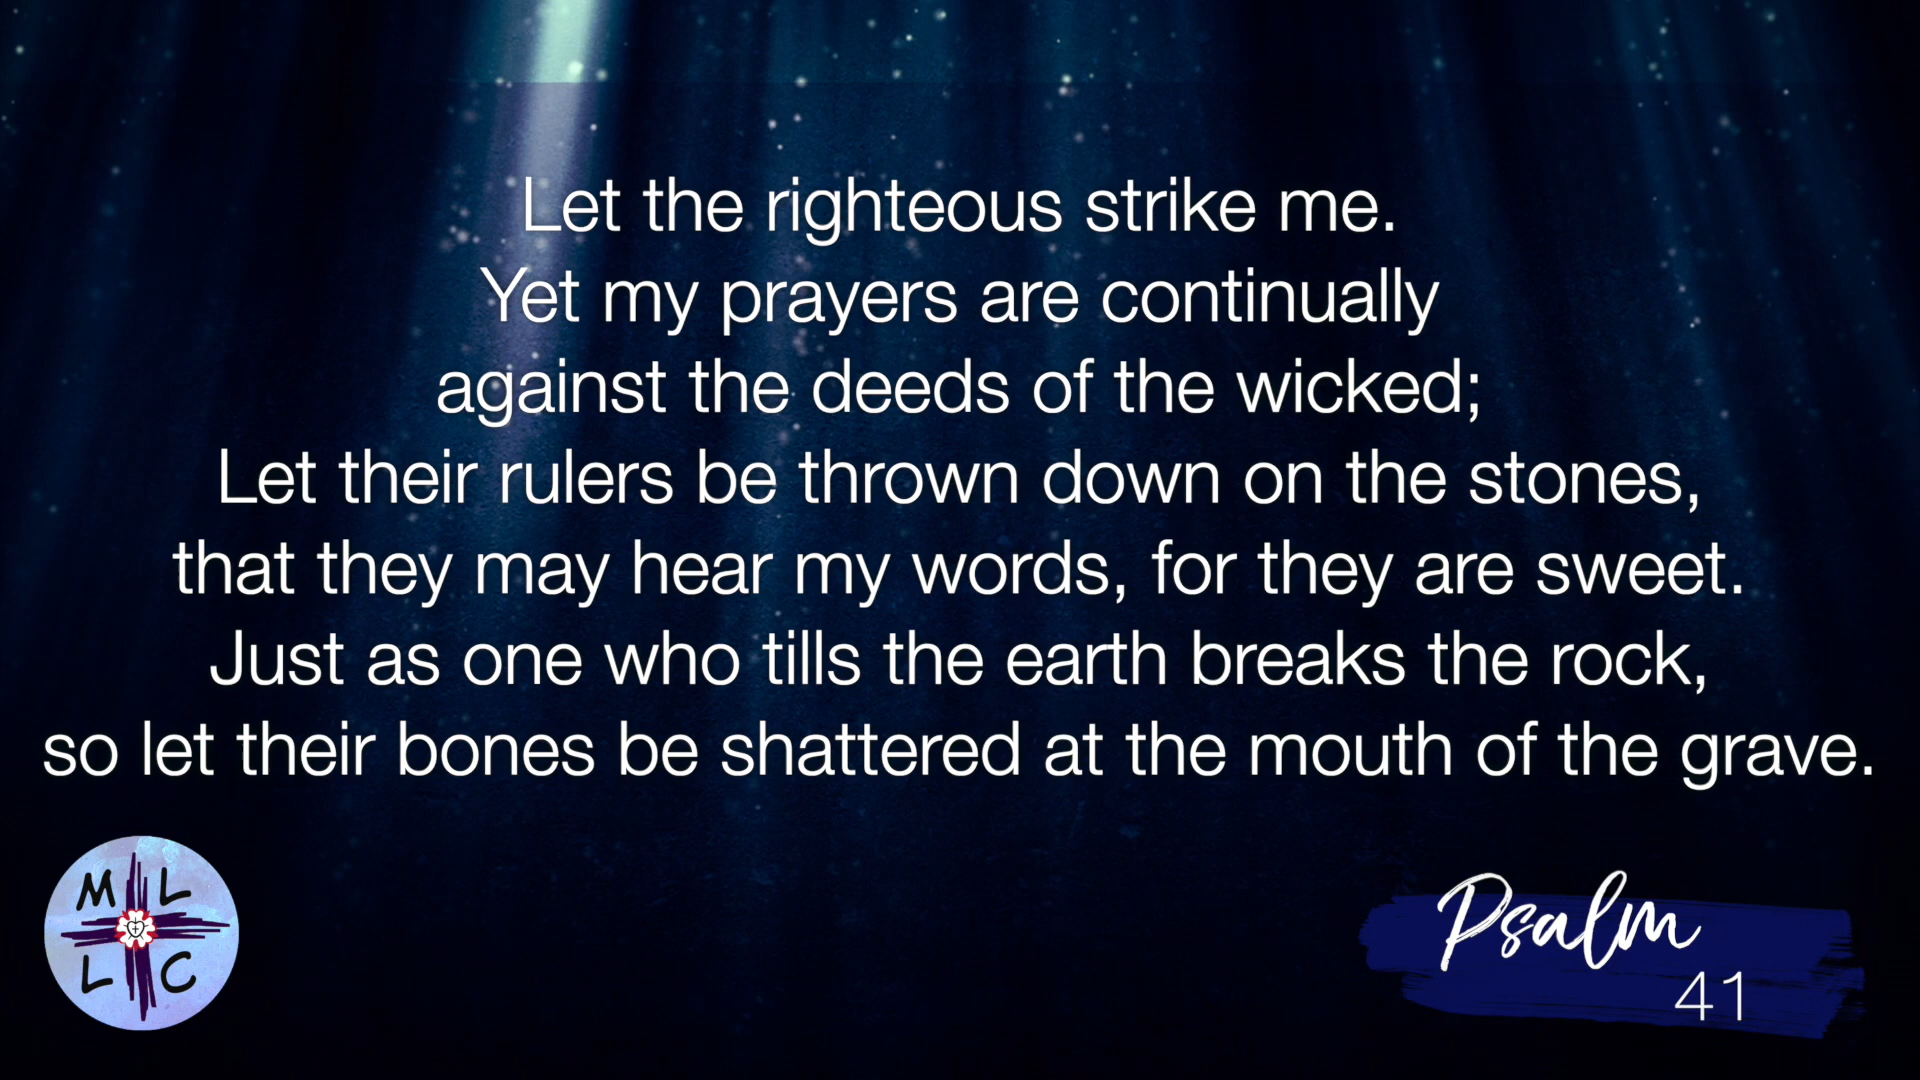 Let the righteous strike me.
Yet my prayers are continually
against the deeds of the wicked;
Let their rulers be thrown down on the stones,
that they may hear my words, for they are sweet.
Just as one who tills the earth breaks the rock,
so let their bones be shattered at the mouth of the grave.
M L
L C
Psalm
41